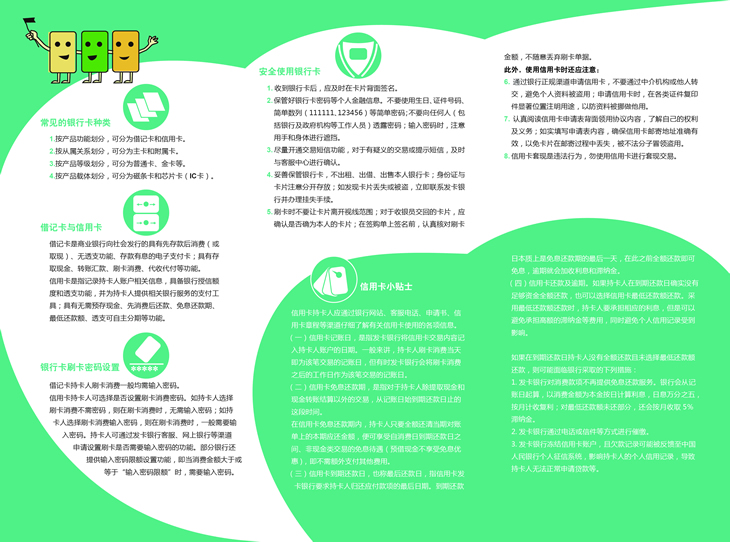 常见的银行卡种类
1.按产品功能划分，可分为借记卡和信用卡。
2.按从属关系划分，可分为主卡和附属卡。
3.按产品等级划分，可分为普通卡、金卡等。
4.按产品载体划分，可分为磁条卡和芯片卡（IC卡）。
借记卡与信用卡
借记卡是商业银行向社会发行的具有先存款后消费（或
取现）、无透支功能、存款有息的电子支付卡；具有存
取现金、转账汇款、刷卡消费、代收代付等功能。
信用卡是指记录持卡人账户相关信息，具备银行授信额
度和透支功能，并为持卡人提供相关银行服务的支付工
具；具有无需预存现金、先消费后还款、免息还款期、
最低还款额、透支可自主分期等功能。
银行卡刷卡密码设置
借记卡持卡人刷卡消费一般均需输入密码。
信用卡持卡人可选择是否设置刷卡消费密码。如持卡人选择
刷卡消费不需密码，则在刷卡消费时，无需输入密码；如持
卡人选择刷卡消费输入密码，则在刷卡消费时，一般需要输
入密码。持卡人可通过发卡银行客服、网上银行等渠道
申请设置刷卡是否需要输入密码的功能。部分银行还
提供输入密码限额设置功能，即当消费金额大于或
等于“输入密码限额”时，需要输入密码。
安全使用银行卡
1. 收到银行卡后，应及时在卡片背面签名。
2. 保管好银行卡密码等个人金融信息。不要使用生日、证件号码、
简单数列（111111, 123456 ）等简单密码；不要向任何人（包
括银行及政府机构等工作人员）透露密码；输入密码时，注意
用手和身体进行遮挡。
3. 尽量开通交易短信功能，对于有疑义的交易或提示短信，及时
与客服中心进行确认。
4. 妥善保管银行卡，不出租、出借、出售本人银行卡；身份证与
卡片注意分开存放；如发现卡片丢失或被盗，立即联系发卡银
行并办理挂失手续。
5. 刷卡时不要让卡片离开视线范围；对于收银员交回的卡片，应
确认是否确为本人的卡片；在签购单上签名前，认真核对刷卡
金额，不随意丢弃刷卡单据。
此外，使用信用卡时还应注意：
6. 通过银行正规渠道申请信用卡，不要通过中介机构或他人转
交，避免个人资料被盗用；申请信用卡时，在各类证件复印
件显著位置注明用途，以防资料被挪做他用。
7. 认真阅读信用卡申请表背面领用协议内容，了解自己的权利
及义务；如实填写申请表内容，确保信用卡邮寄地址准确有
效，以免卡片在邮寄过程中丢失，被不法分子冒领盗用。
8. 信用卡套现是违法行为，勿使用信用卡进行套现交易。
信用卡小贴士
信用卡持卡人应通过银行网站、客服电话、申请书、信
用卡章程等渠道仔细了解有关信用卡使用的各项信息。
（一）信用卡记账日，是指发卡银行将信用卡交易内容记
入持卡人账户的日期。一般来讲，持卡人刷卡消费当天
即为该笔交易的记账日，但有时发卡银行会将刷卡消费
之后的工作日作为该笔交易的记账日。
（二）信用卡免息还款期，是指对于持卡人除提取现金和
现金转账结算以外的交易，从记账日始到期还款日止的
这段时间。
在信用卡免息还款期内，持卡人只要全额还清当期对账
单上的本期应还金额，便可享受自消费日到期还款日之
间、非现金类交易的免息待遇（预借现金不享受免息优
惠），即不需额外支付其他费用。
（三）信用卡到期还款日，也称最后还款日，指信用卡发
卡银行要求持卡人归还应付款项的最后日期。到期还款
日本质上是免息还款期的最后一天，在此之前全额还款即可
免息，逾期就会加收利息和滞纳金。
（四）信用卡还款及逾期。如果持卡人在到期还款日确实没有
足够资金全额还款，也可以选择信用卡最低还款额还款。采
用最低还款额还款时，持卡人要承担相应的利息，但是可以
避免承担高额的滞纳金等费用，同时避免个人信用记录受到
影响。
如果在到期还款日持卡人没有全额还款且未选择最低还款额
还款，则可能面临银行采取的下列措施：
1. 发卡银行对消费款项不再提供免息还款服务。银行会从记
账日起算，以消费金额为本金按日计算利息，日息万分之五，
按月计收复利；对最低还款额未还部分，还会按月收取 5%
滞纳金。
2. 发卡银行通过电话或信件等方式进行催缴。
3. 发卡银行冻结信用卡账户，且欠款记录可能被反馈至中国
人民银行个人征信系统，影响持卡人的个人信用记录，导致
持卡人无法正常申请贷款等。